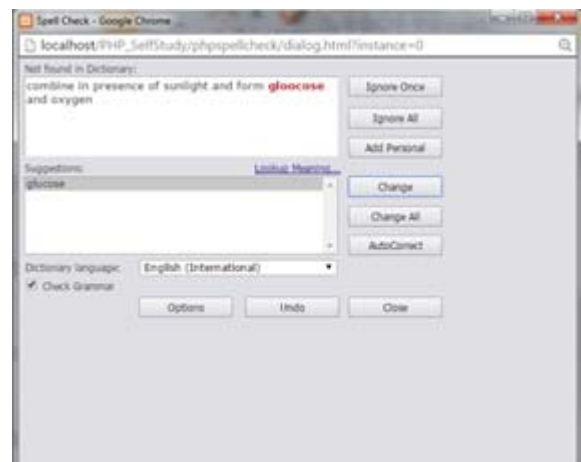 Spell Check - Google Chrome
localhost/PHP_SelfStudy/phpspellcheck/dialog.html?instance=0
Not found in Dictionary:
combine in presence of sunlight and form gloocose
and oxygen
Ignore Once
Ignore All
Add Personal
Suggestions:
Lookup Meaning...
glucose
Change
Change All
AutoCorrect
Dictionary language:
English (International)
Check Grammar
Options
Undo
Close